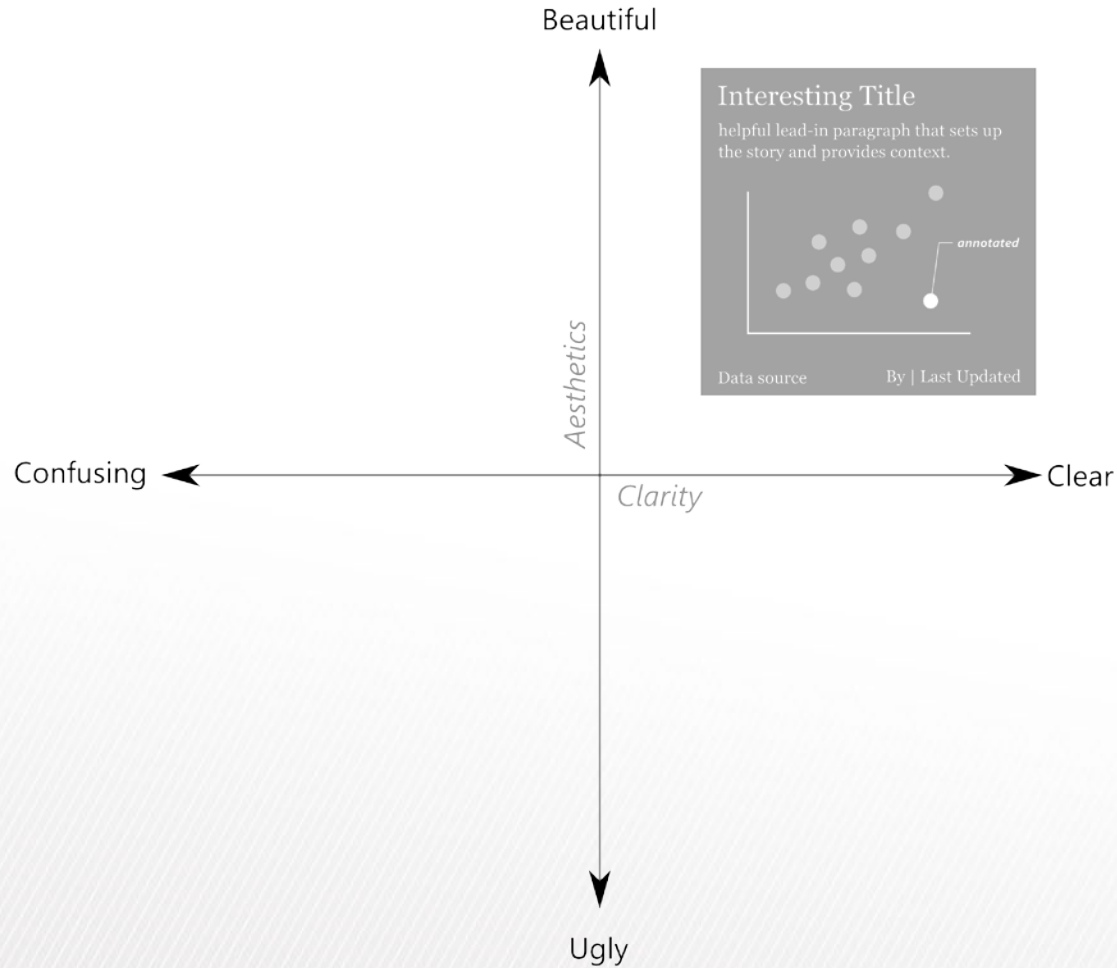 Beautiful
Interesting Title
helpful lead-in paragraph that sets up
the story and provides context.
annotated
Data source
By | Last Updated
Aesthetics
Confusing
Clear
Clarity
Ugly